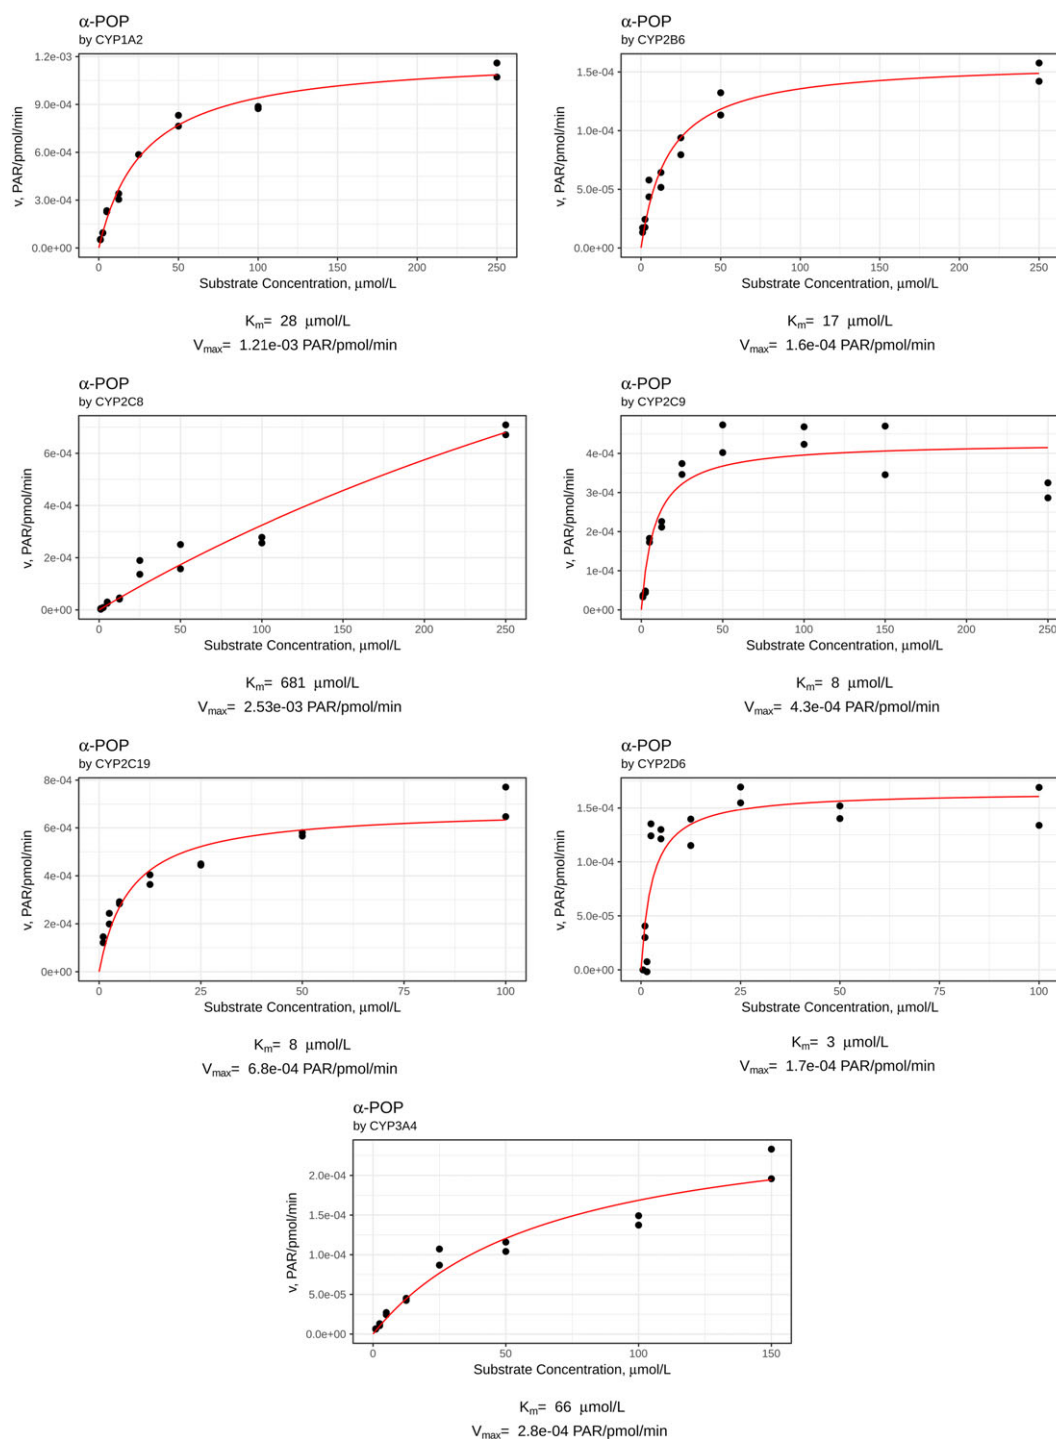 α-POP
by CYP1A2
v, PAR/pmol/min
1.2e-03
9.0e-04
6.0e-04
3.0e-04
0.0e+00
0 50 100 150 200 250
Substrate Concentration, μmol/L
Km= 28 μmol/L
Vmax= 1.21e-03 PAR/pmol/min
α-POP
by CYP2B6
v, PAR/pmol/min
1.5e-04
1.0e-04
5.0e-05
0.0e+00
0 50 100 150 200 250
Substrate Concentration, μmol/L
Km= 17 μmol/L
Vmax= 1.6e-04 PAR/pmol/min
α-POP
by CYP2C8
v, PAR/pmol/min
6e-04
4e-04
2e-04
0e+00
0 50 100 150 200 250
Substrate Concentration, μmol/L
Km= 681 μmol/L
Vmax= 2.53e-03 PAR/pmol/min
α-POP
by CYP2C9
v, PAR/pmol/min
4e-04
3e-04
2e-04
1e-04
0e+00
0 50 100 150 200 250
Substrate Concentration, μmol/L
Km= 8 μmol/L
Vmax= 4.3e-04 PAR/pmol/min
α-POP
by CYP2C19
v, PAR/pmol/min
8e-04
6e-04
4e-04
2e-04
0e+00
0 25 50 75 100
Substrate Concentration, μmol/L
Km= 8 μmol/L
Vmax= 6.8e-04 PAR/pmol/min
α-POP
by CYP2D6
v, PAR/pmol/min
1.5e-04
1.0e-04
5.0e-05
0.0e+00
0 25 50 75 100
Substrate Concentration, μmol/L
Km= 3 μmol/L
Vmax= 1.7e-04 PAR/pmol/min
α-POP
by CYP3A4
v, PAR/pmol/min
2.0e-04
1.5e-04
1.0e-04
5.0e-05
0.0e+00
0 50 100 150
Substrate Concentration, μmol/L
Km= 66 μmol/L
Vmax= 2.8e-04 PAR/pmol/min